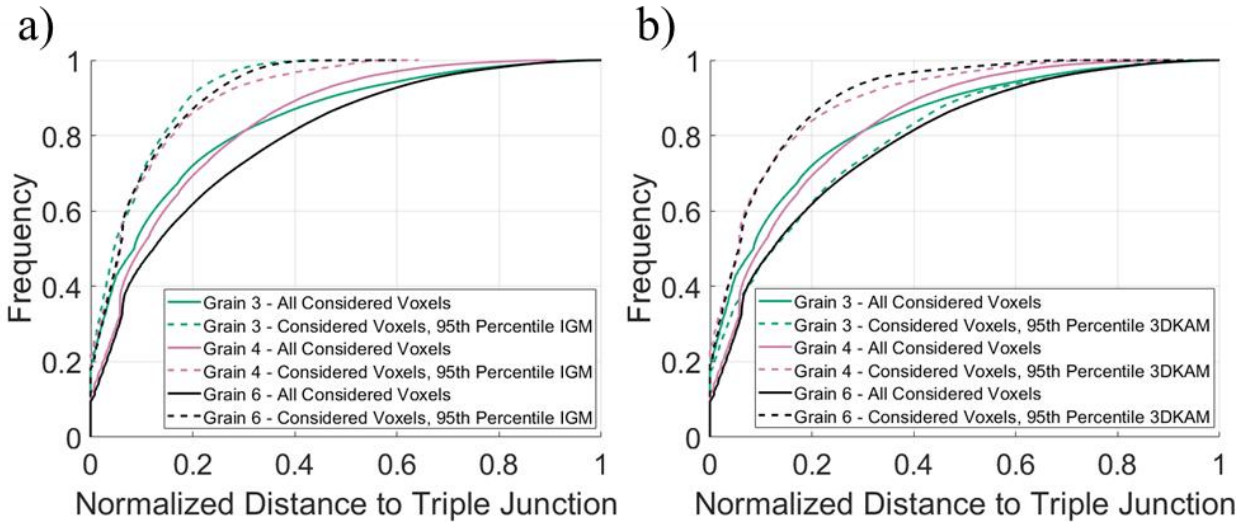 a)
1
0.8
0.6
0.4
0.2
0
Frequency
Grain 3 - All Considered Voxels
Grain 3 - Considered Voxels, 95th Percentile IGM
Grain 4 - All Considered Voxels
Grain 4 - Considered Voxels, 95th Percentile IGM
Grain 6 - All Considered Voxels
Grain 6 - Considered Voxels, 95th Percentile IGM
0 0.2 0.4 0.6 0.8 1
Normalized Distance to Triple Junction
b)
1
0.8
0.6
0.4
0.2
0
Frequency
Grain 3 - All Considered Voxels
Grain 3 - Considered Voxels, 95th Percentile 3DKAM
Grain 4 - All Considered Voxels
Grain 4 - Considered Voxels, 95th Percentile 3DKAM
Grain 6 - All Considered Voxels
Grain 6 - Considered Voxels, 95th Percentile 3DKAM
0 0.2 0.4 0.6 0.8 1
Normalized Distance to Triple Junction